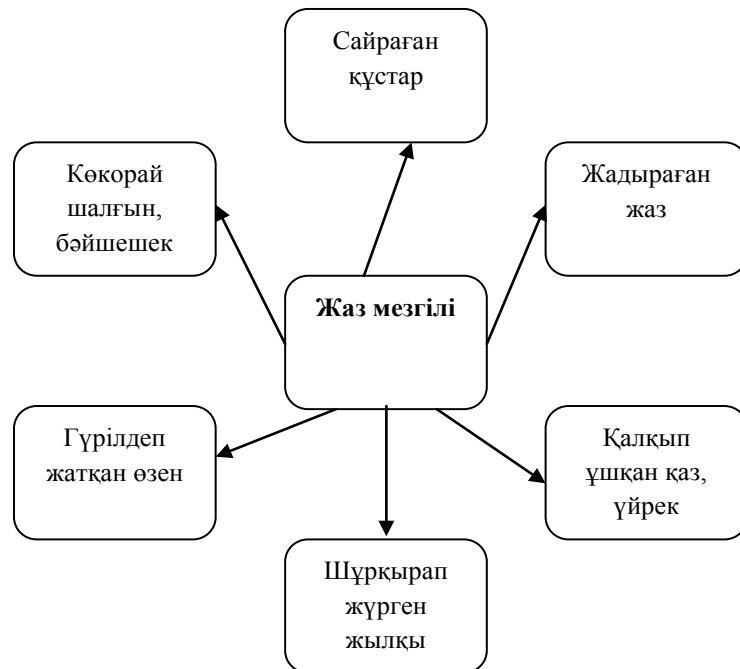 Сайраған
құстар
Көкорай
шалғын,
бәйшешек
Жадыраған
жаз
Жаз мезгілі
Гүрілдеп
жатқан өзен
Қалқып
ұшқан қаз,
үйрек
Шұрқырап
жүрген
жылқы